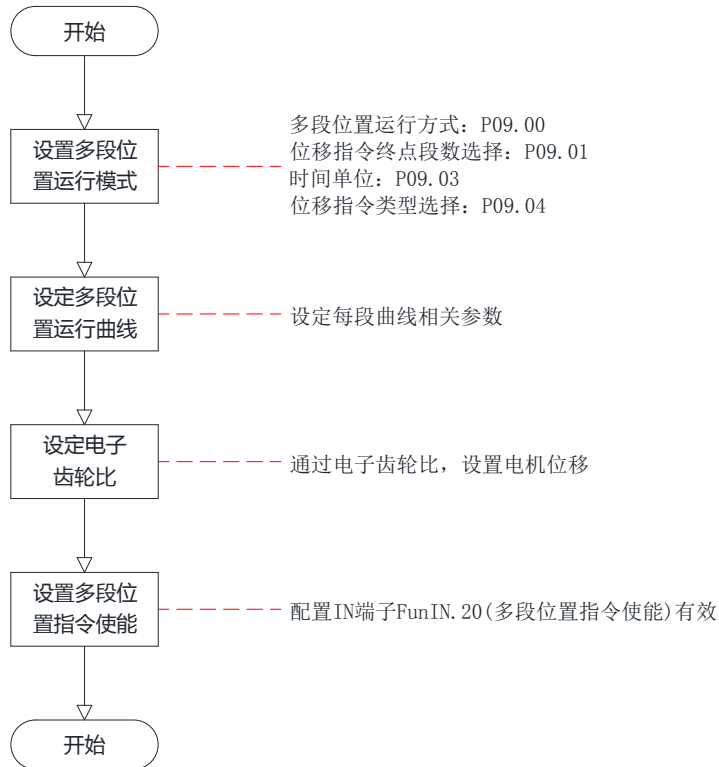 开始
设置多段位
置运行模式
多段位置运行方式：P09.00
位移指令终点段数选择：P09.01
时间单位：P09.03
位移指令类型选择：P09.04
设定多段位
置运行曲线
设定每段曲线相关参数
设定电子
齿轮比
通过电子齿轮比，设置电机位移
设置多段位
置指令使能
配置IN端子FunIN.20(多段位置指令使能)有效
开始